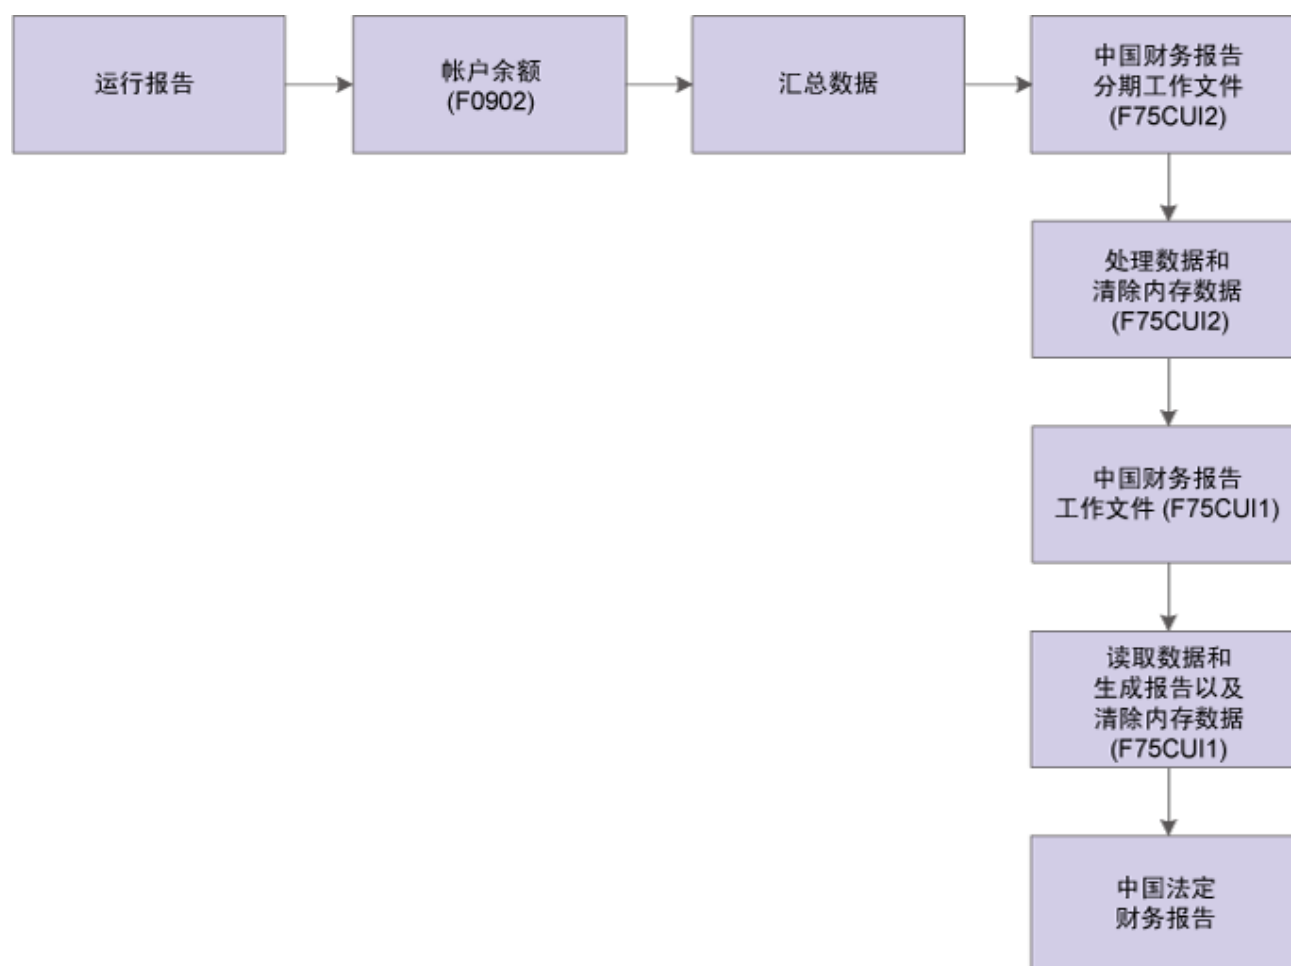 运行报告
帐户余额
(F0902)
汇总数据
中国财务报告
分期工作文件
(F75CUI2)
处理数据和
清除内存数据
(F75CUI2)
中国财务报告
工作文件 (F75CUI1)
读取数据和
生成报告以及
清除内存数据
(F75CUI1)
中国法定
财务报告